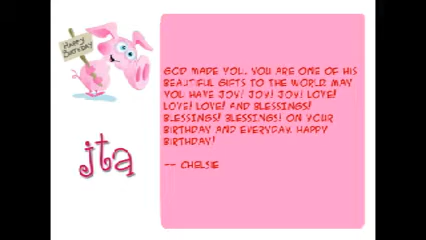 Happy
Birthday
GOD MADE YOU. YOU ARE ONE OF HIS
BEAUTIFUL GIFTS TO THE WORLD MAY
YOU HAVE JOY! JOY! JOY! LOVE!
LOVE! LOVE! AND BLESSINGS!
BLESSINGS! BLESSINGS! ON YOUR
BIRTHDAY AND EVERYDAY. HAPPY
BIRTHDAY!
-- CHELSIE
jta